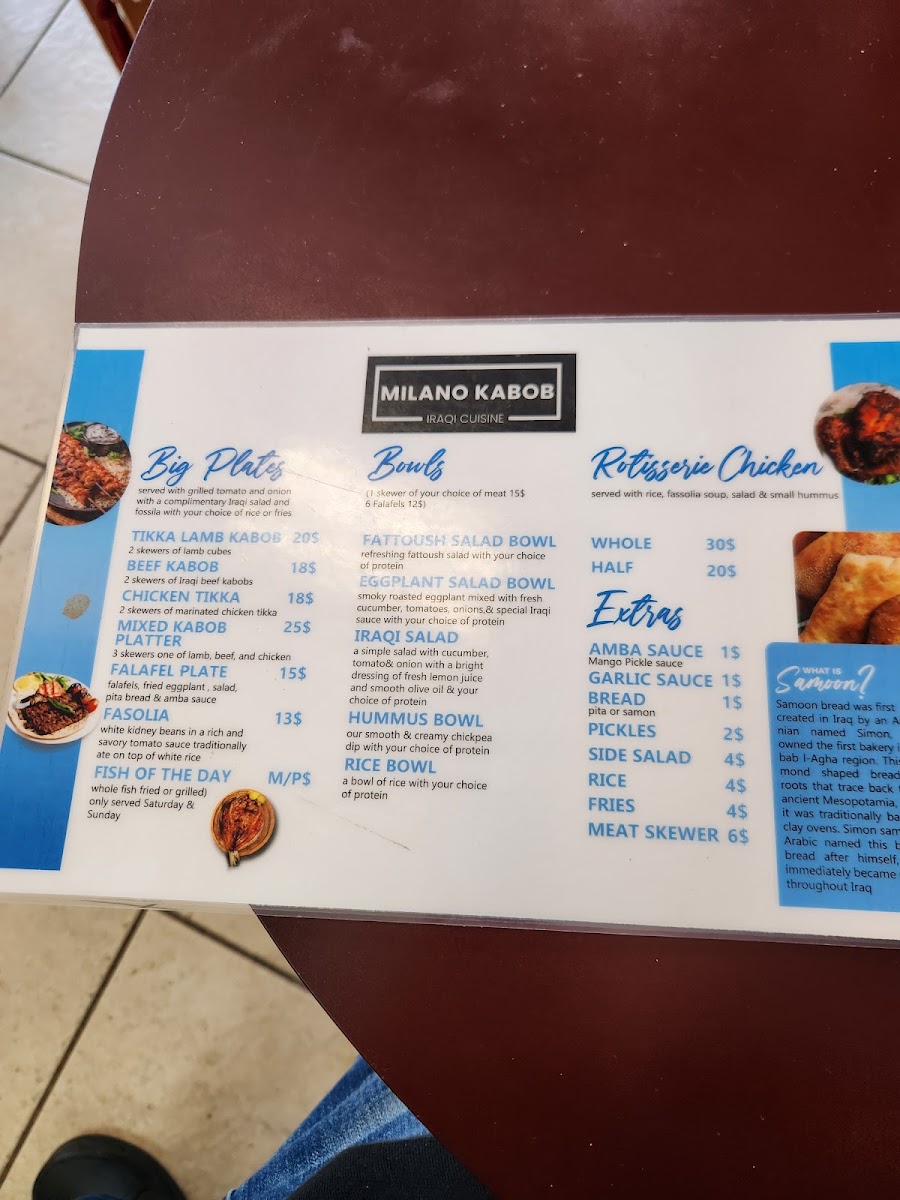 MILANO KABOB
IRAQI CUISINE
Big Plates
served with grilled tomato and onion
with a complimentary Iraqi salad and
fossila with your choice of rice or fries
TIKKA LAMB KABOB 20$
2 skewers of lamb cubes
BEEF KABOB 18$
2 skewers of Iraqi beef kabobs
CHICKEN TIKKA 18$
2 skewers of marinated chicken tikka
MIXED KABOB 25$
PLATTER
3 skewers one of lamb, beef, and chicken
FALAFEL PLATE 15$
falafels, fried eggplant , salad,
pita bread & amba sauce
FASOLIA 13$
white kidney beans in a rich and
savory tomato sauce traditionally
ate on top of white rice
FISH OF THE DAY M/P$
whole fish fried or grilled)
only served Saturday &
Sunday
Bowls
(1 skewer of your choice of meat 15$
6 Falafels 12$)
FATTOUSH SALAD BOWL
refreshing fattoush salad with your choice
of protein
EGGPLANT SALAD BOWL
smoky roasted eggplant mixed with fresh
cucumber, tomatoes, onions,& special Iraqi
sauce with your choice of protein
IRAQI SALAD
a simple salad with cucumber,
tomato& onion with a bright
dressing of fresh lemon juice
and smooth olive oil & your
choice of protein
HUMMUS BOWL
our smooth & creamy chickpea
dip with your choice of protein
RICE BOWL
a bowl of rice with your choice
of protein
Rotisserie Chicken
served with rice, fassolia soup, salad & small hummus
WHOLE 30$
HALF 20$
Extras
AMBA SAUCE 1$
Mango Pickle sauce
GARLIC SAUCE 1$
BREAD 1$
pita or samon
PICKLES 2$
SIDE SALAD 4$
RICE 4$
FRIES 4$
MEAT SKEWER 6$
WHAT IS
Samoon?
Samoon bread was first
created in Iraq by an A
nian named Simon,
owned the first bakery i
bab l-Agha region. This
mond shaped bread
roots that trace back
ancient Mesopotamia,
it was traditionally ba
clay ovens. Simon sam
Arabic named this b
bread after himself,
immediately became
throughout Iraq